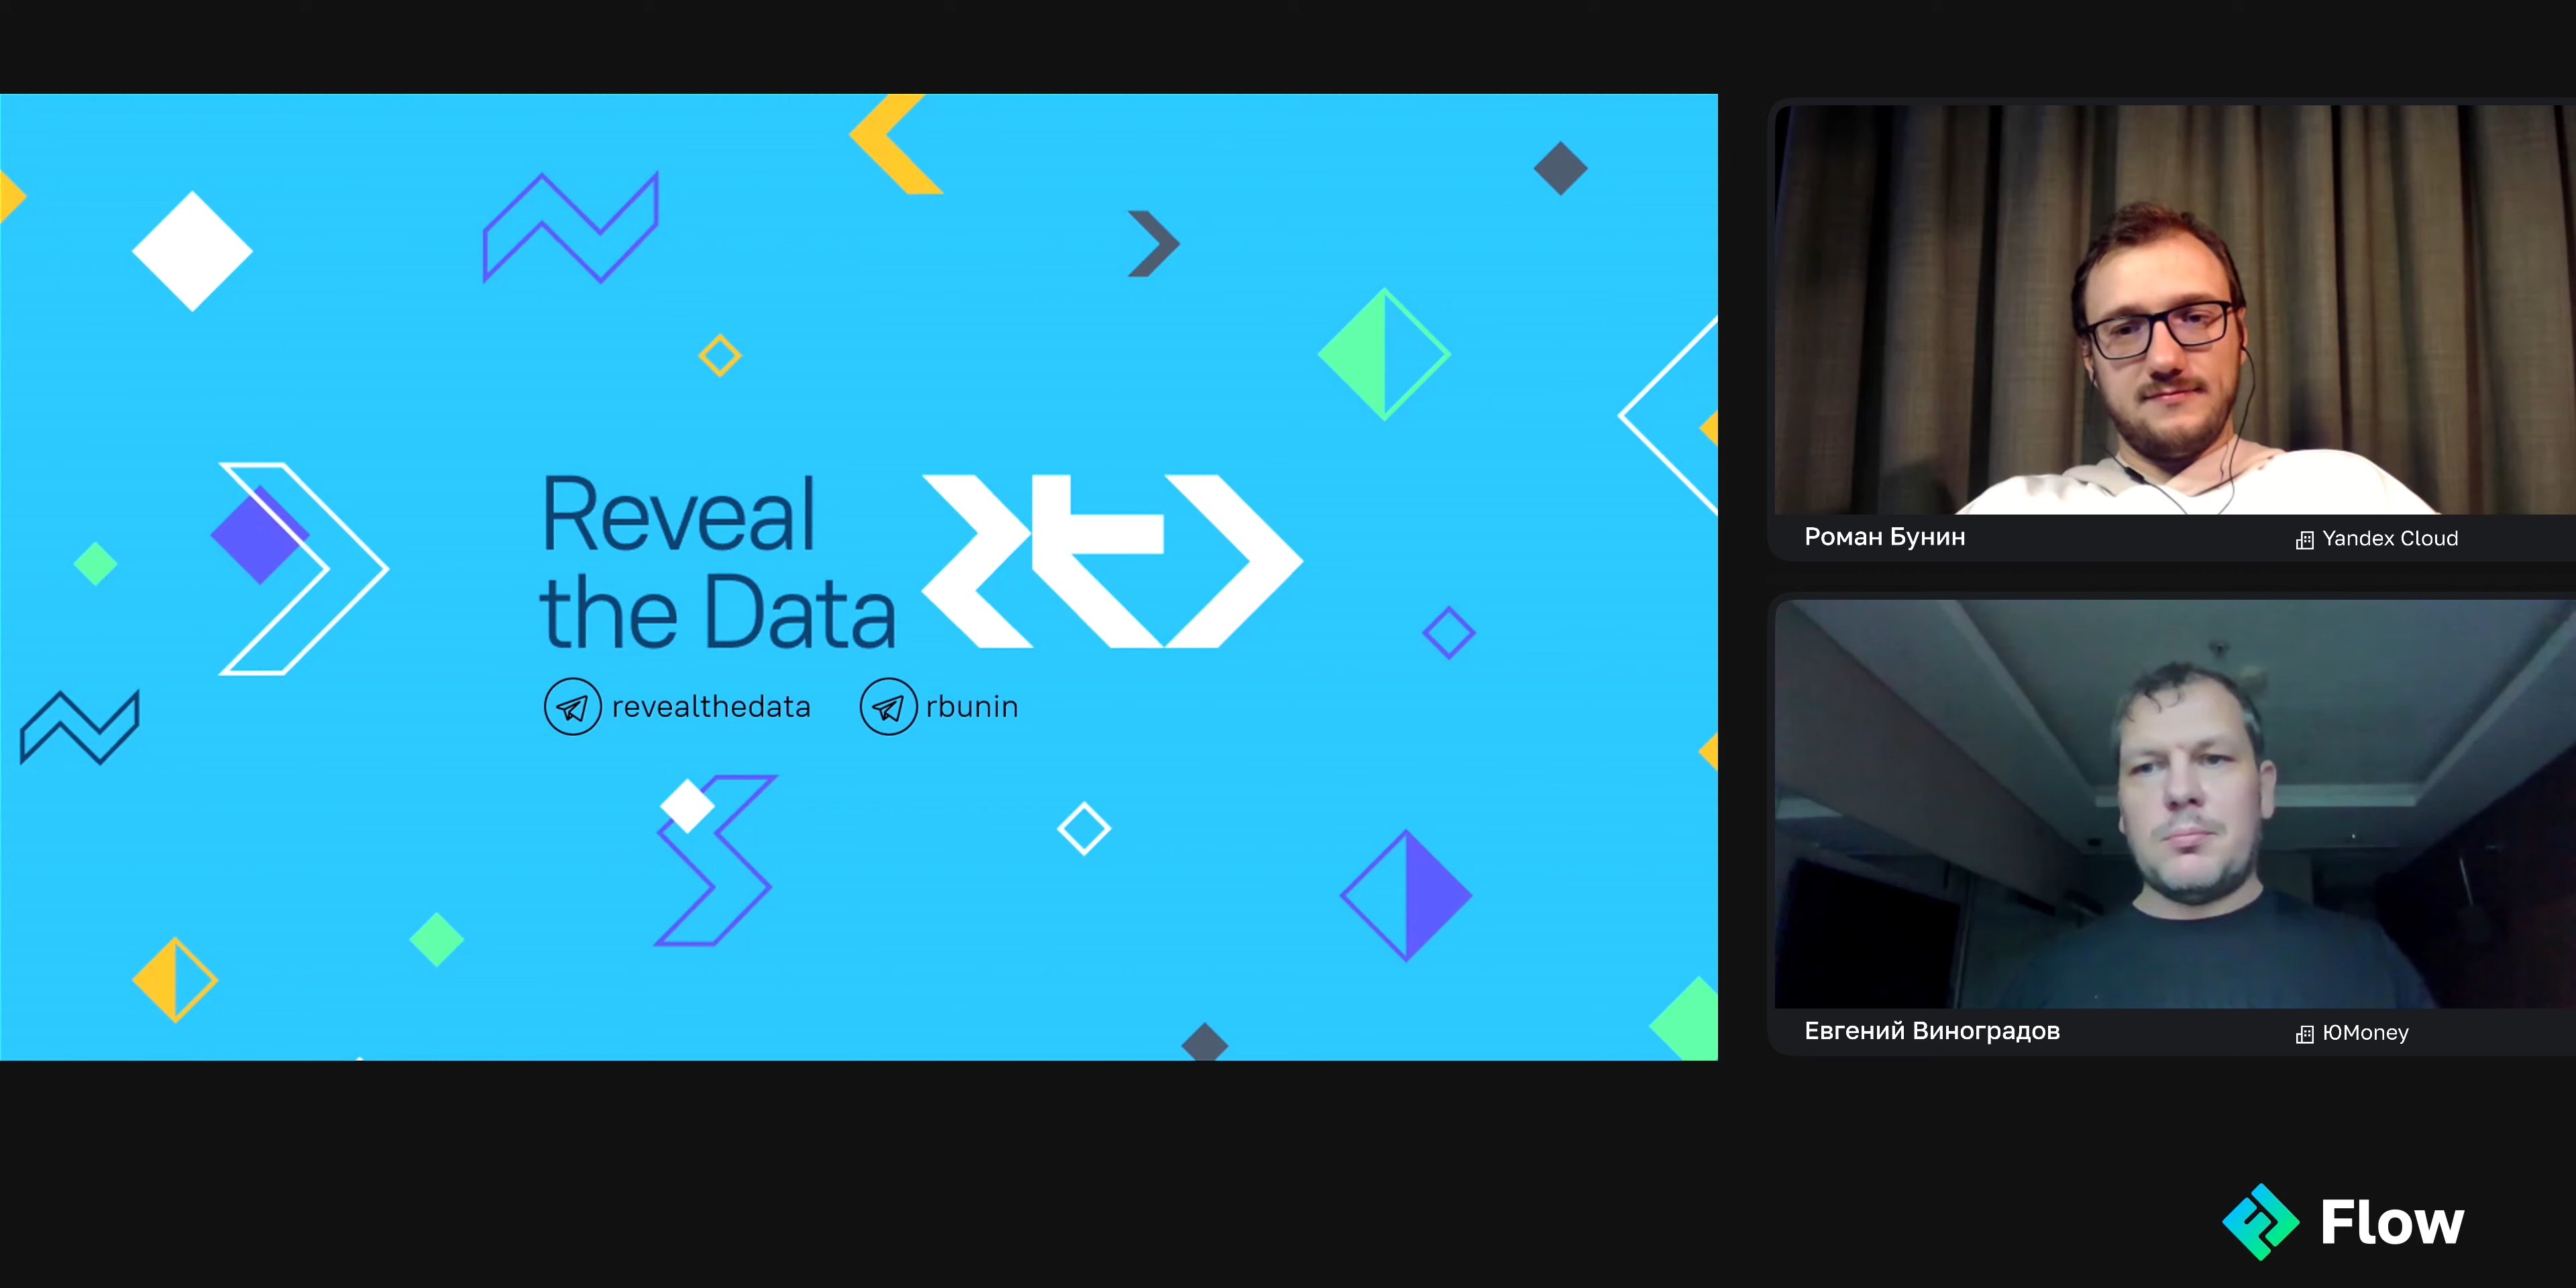 Reveal
the Data
revealthedata rbunin
Роман Бунин Yandex Cloud
Евгений Виноградов ЮMoney
Flow